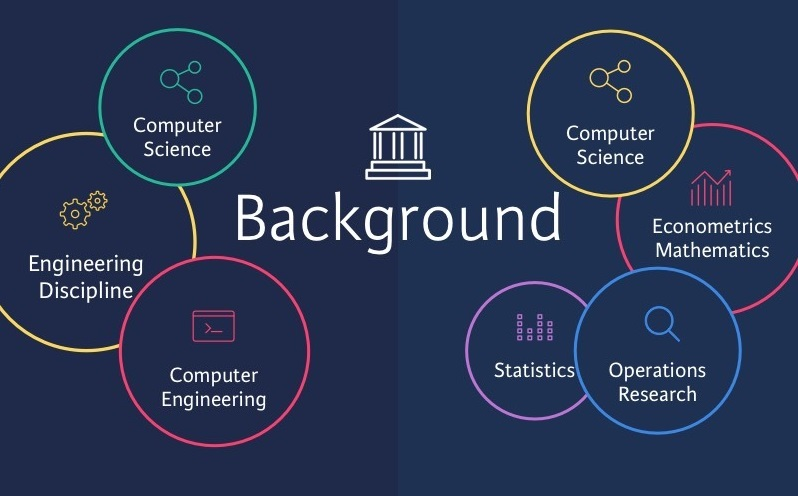 Background
Computer
Science
Engineering
Discipline
Computer
Engineering
Computer
Science
Econometrics
Mathematics
Statistics
Operations
Research